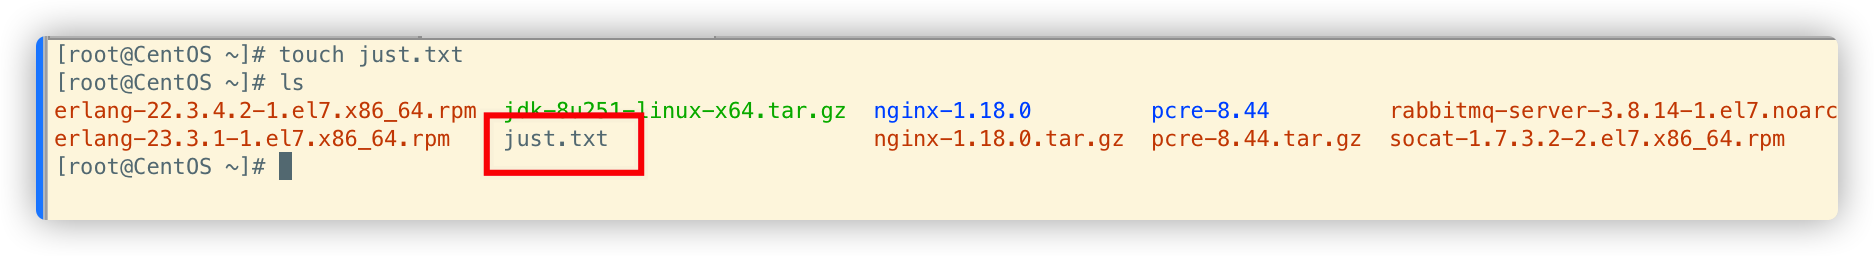 [root@CentOS ~]# touch just.txt
[root@CentOS ~]# ls
erlang-22.3.4.2-1.el7.x86_64.rpm  jdk-8u251-linux-x64.tar.gz  nginx-1.18.0         pcre-8.44         rabbitmq-server-3.8.14-1.el7.noarc
erlang-23.3.1-1.el7.x86_64.rpm    just.txt                    nginx-1.18.0.tar.gz  pcre-8.44.tar.gz  socat-1.7.3.2-2.el7.x86_64.rpm
[root@CentOS ~]#